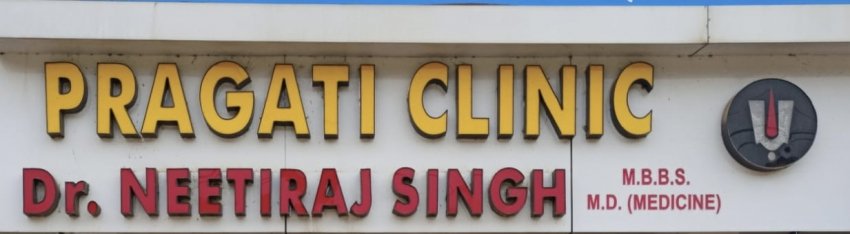 PRAGATI CLINIC
Dr. NEETIRAJ SINGH
M.B.B.S.
M.D. (MEDICINE)